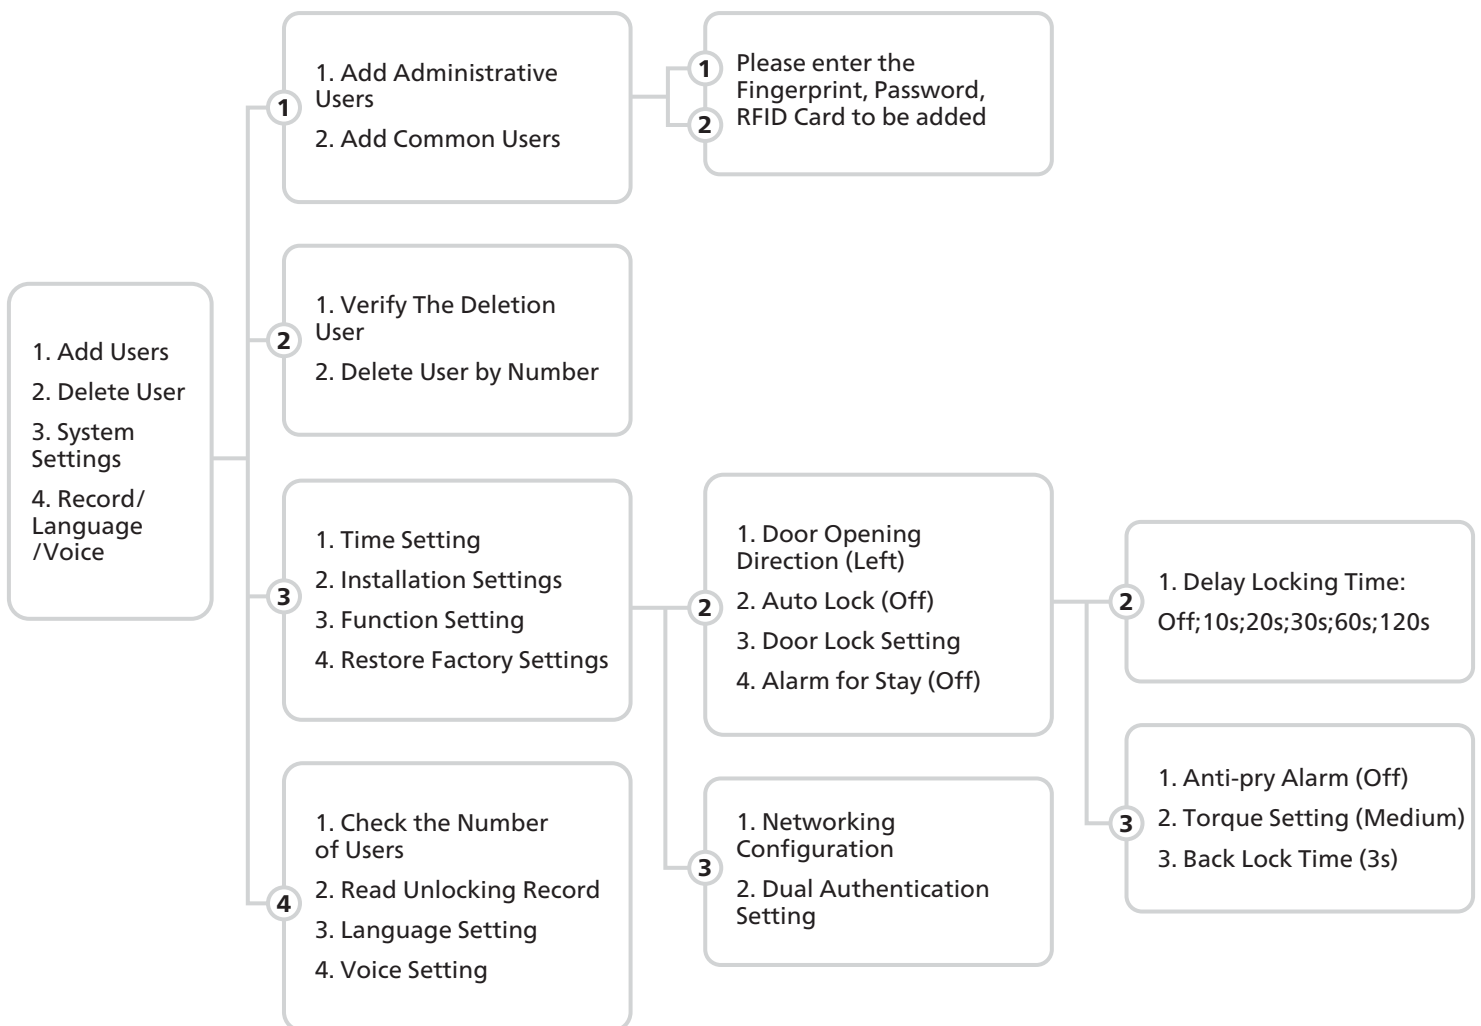 1. Add Users
2. Delete User
3. System
Settings
4. Record/
Language
/Voice
1
1. Add Administrative
Users
2. Add Common Users
1
2
Please enter the
Fingerprint, Password,
RFID Card to be added
2
1. Verify The Deletion
User
2. Delete User by Number
3
1. Time Setting
2. Installation Settings
3. Function Setting
4. Restore Factory Settings
2
1. Door Opening
Direction (Left)
2. Auto Lock (Off)
3. Door Lock Setting
4. Alarm for Stay (Off)
2
1. Delay Locking Time:
Off;10s;20s;30s;60s;120s
3
1. Anti-pry Alarm (Off)
2. Torque Setting (Medium)
3. Back Lock Time (3s)
3
1. Networking
Configuration
2. Dual Authentication
Setting
4
1. Check the Number
of Users
2. Read Unlocking Record
3. Language Setting
4. Voice Setting